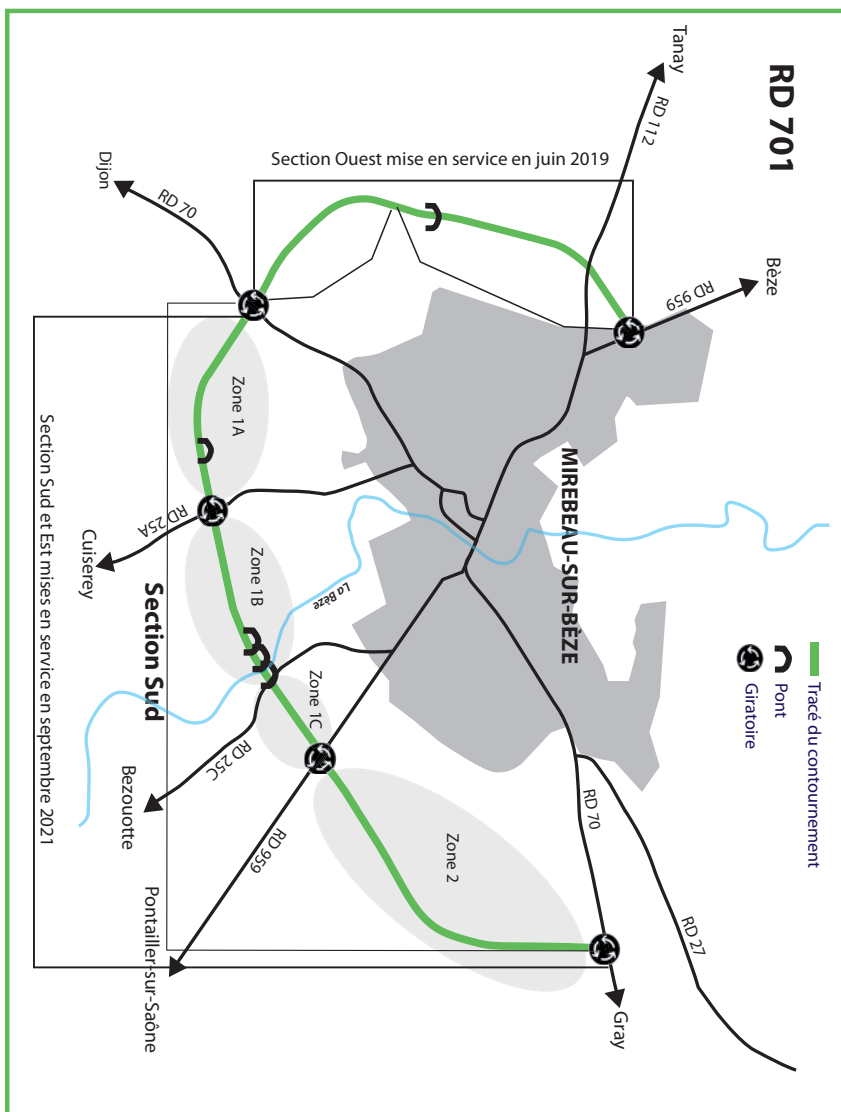 RD 701
Tanay
RD 112
Bèze
RD 959
Section Ouest mise en service en juin 2019
Dijon
RD 70
MIREBEAU-SUR-BÈZE
Tracé du contournement
Pont
Giratoire
Zone 1A
RD 25A
Cuiserey
Zone 1B
La Bèze
Section Sud
Zone 1C
RD 25C
Bezouotte
RD 959
Pontailler-sur-Saône
Zone 2
RD 70
RD 27
Gray
Section Sud et Est mises en service en septembre 2021